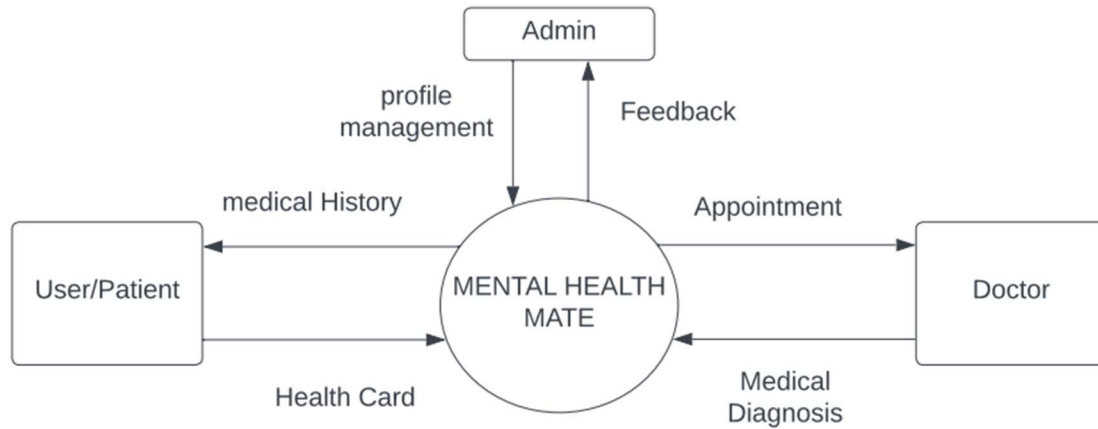 Admin
profile
management
Feedback
medical History
Appointment
User/Patient
MENTAL HEALTH
MATE
Doctor
Health Card
Medical
Diagnosis